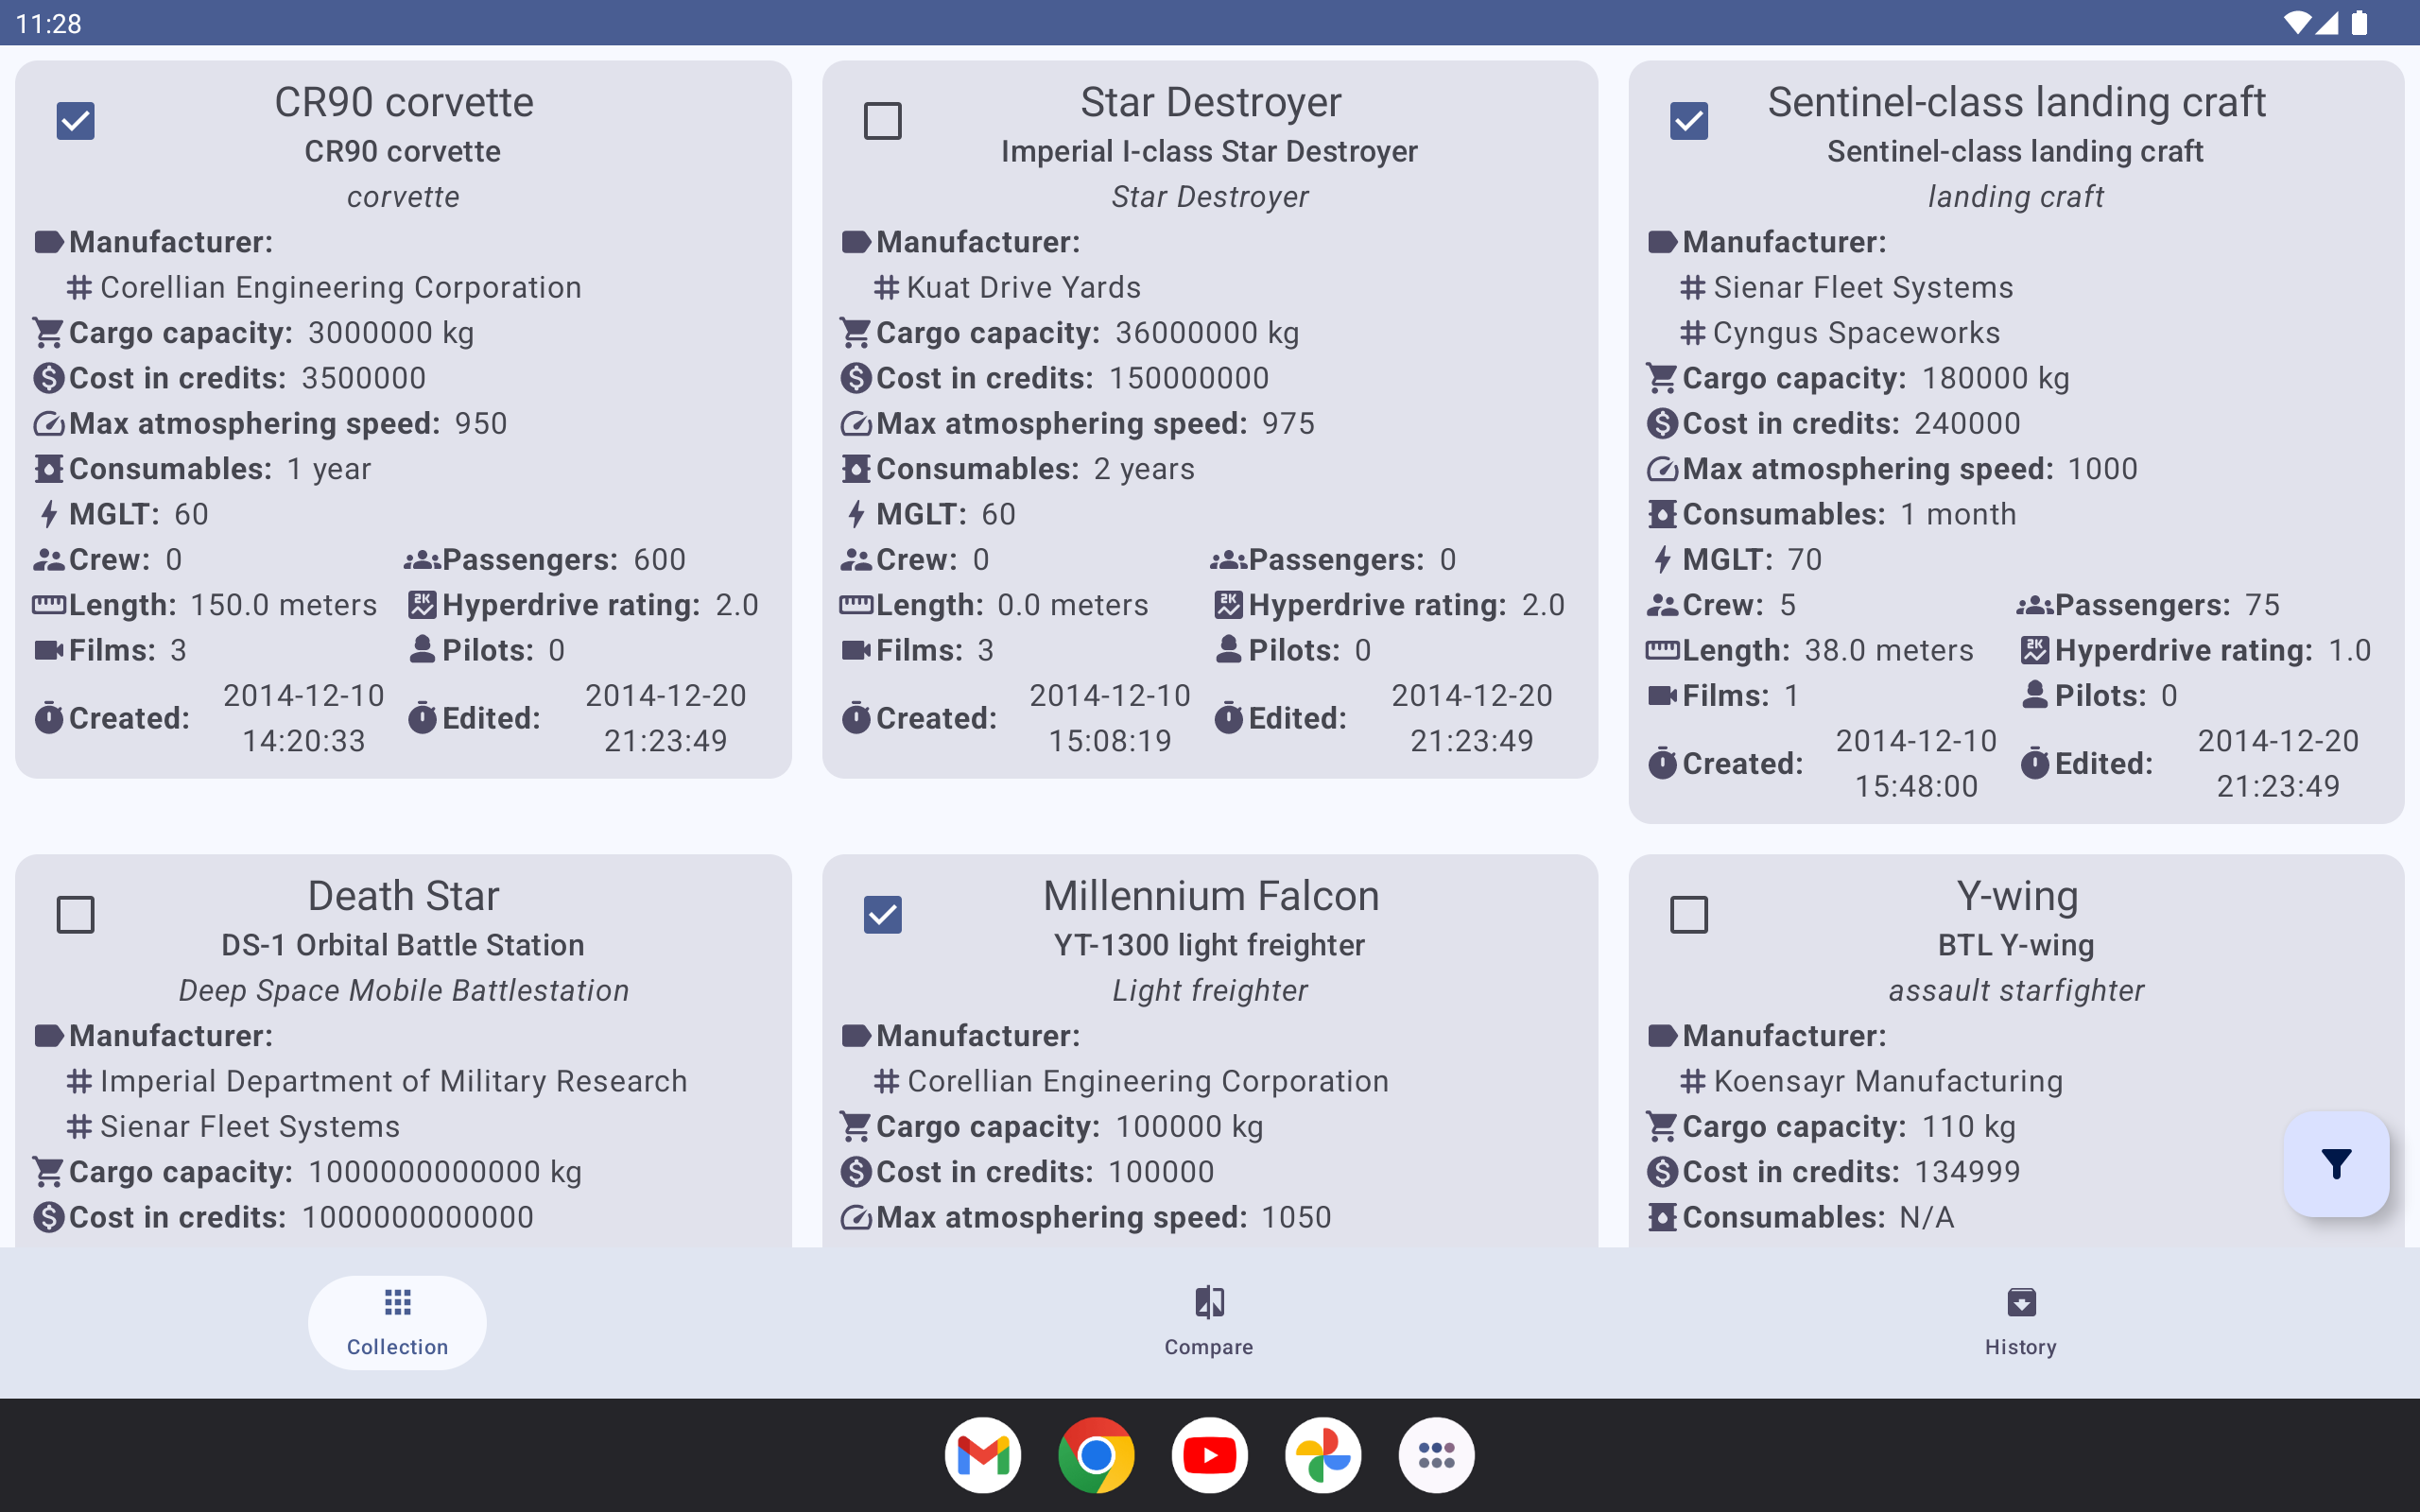 11:28
CR90 corvette
CR90 corvette
corvette
Manufacturer:
Corellian Engineering Corporation
Cargo capacity: 3000000 kg
Cost in credits: 3500000
Max atmosphering speed: 950
Consumables: 1 year
MGLT: 60
Crew: 0 Passengers: 600
Length: 150.0 meters Hyperdrive rating: 2.0
Films: 3 Pilots: 0
Created: 2014-12-10 14:20:33 Edited: 2014-12-20 21:23:49
Star Destroyer
Imperial I-class Star Destroyer
Star Destroyer
Manufacturer:
Kuat Drive Yards
Cargo capacity: 36000000 kg
Cost in credits: 150000000
Max atmosphering speed: 975
Consumables: 2 years
MGLT: 60
Crew: 0 Passengers: 0
Length: 0.0 meters Hyperdrive rating: 2.0
Films: 3 Pilots: 0
Created: 2014-12-10 15:08:19 Edited: 2014-12-20 21:23:49
Sentinel-class landing craft
Sentinel-class landing craft
landing craft
Manufacturer:
Sienar Fleet Systems
Cyngus Spaceworks
Cargo capacity: 180000 kg
Cost in credits: 240000
Max atmosphering speed: 1000
Consumables: 1 month
MGLT: 70
Crew: 5 Passengers: 75
Length: 38.0 meters Hyperdrive rating: 1.0
Films: 1 Pilots: 0
Created: 2014-12-10 15:48:00 Edited: 2014-12-20 21:23:49
Death Star
DS-1 Orbital Battle Station
Deep Space Mobile Battlestation
Manufacturer:
Imperial Department of Military Research
Sienar Fleet Systems
Cargo capacity: 1000000000000 kg
Cost in credits: 1000000000000
Millennium Falcon
YT-1300 light freighter
Light freighter
Manufacturer:
Corellian Engineering Corporation
Cargo capacity: 100000 kg
Cost in credits: 100000
Max atmosphering speed: 1050
Y-wing
BTL Y-wing
assault starfighter
Manufacturer:
Koensayr Manufacturing
Cargo capacity: 110 kg
Cost in credits: 134999
Consumables: N/A
Collection
Compare
History